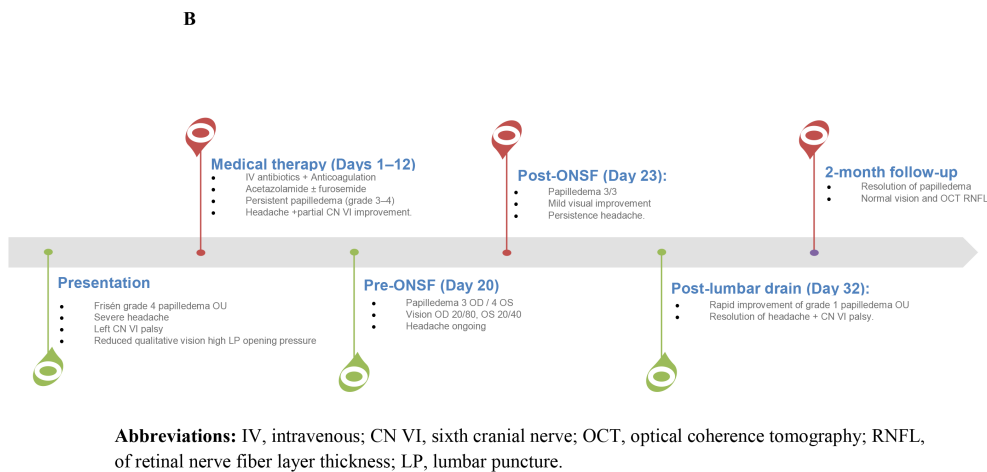 B
Medical therapy (Days 1–12)
IV antibiotics + Anticoagulation
Acetazolamide ± furosemide
Persistent papilledema (grade 3–4)
Headache +partial CN VI improvement.
Post-ONSF (Day 23):
Papilledema 3/3
Mild visual improvement
Persistence headache.
2-month follow-up
Resolution of papilledema
Normal vision and OCT RNFL
Presentation
Frisén grade 4 papilledema OU
Severe headache
Left CN VI palsy
Reduced qualitative vision high LP opening pressure
Pre-ONSF (Day 20)
Papilledema 3 OD / 4 OS
Vision OD 20/80, OS 20/40
Headache ongoing
Post-lumbar drain (Day 32):
Rapid improvement of grade 1 papilledema OU
Resolution of headache + CN VI palsy.
Abbreviations: IV, intravenous; CN VI, sixth cranial nerve; OCT, optical coherence tomography; RNFL,
of retinal nerve fiber layer thickness; LP, lumbar puncture.